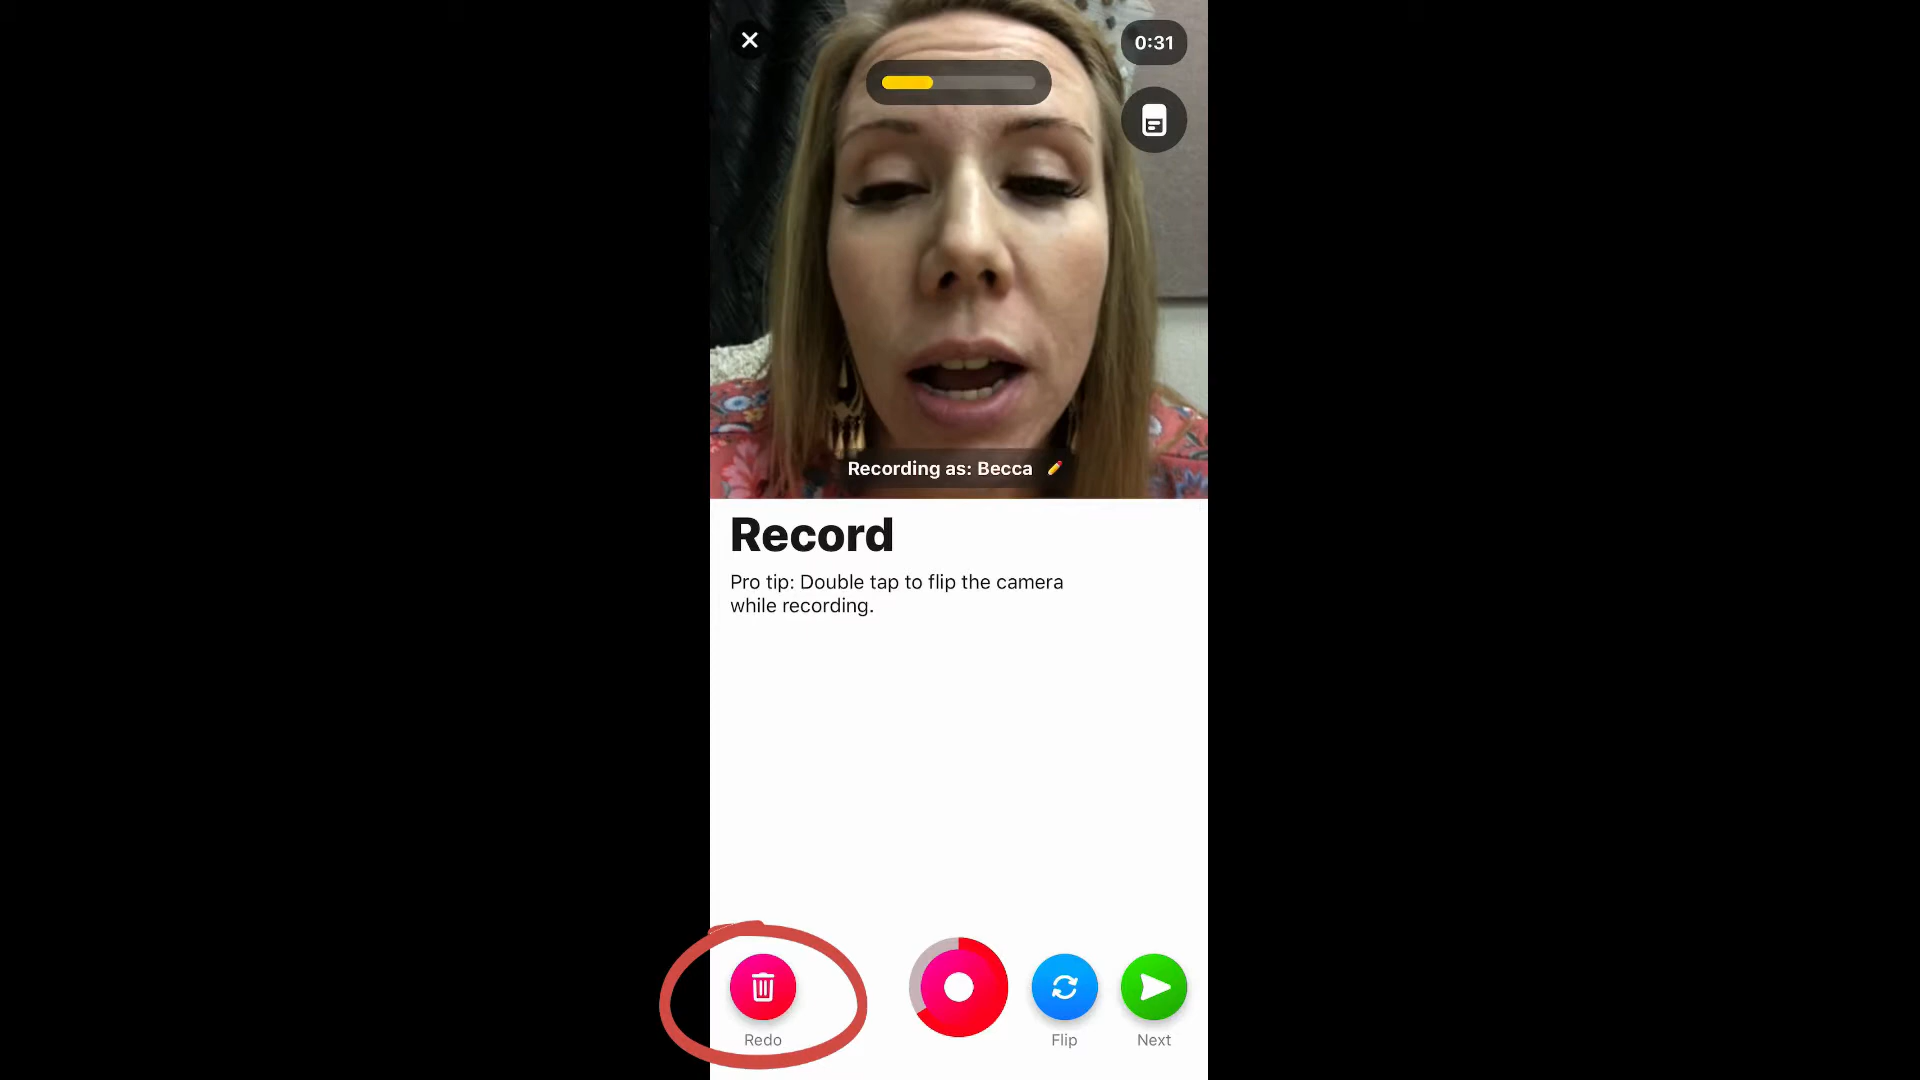 0:31
Recording as: Becca
Record
Pro tip: Double tap to flip the camera
while recording.
Redo
Flip
Next